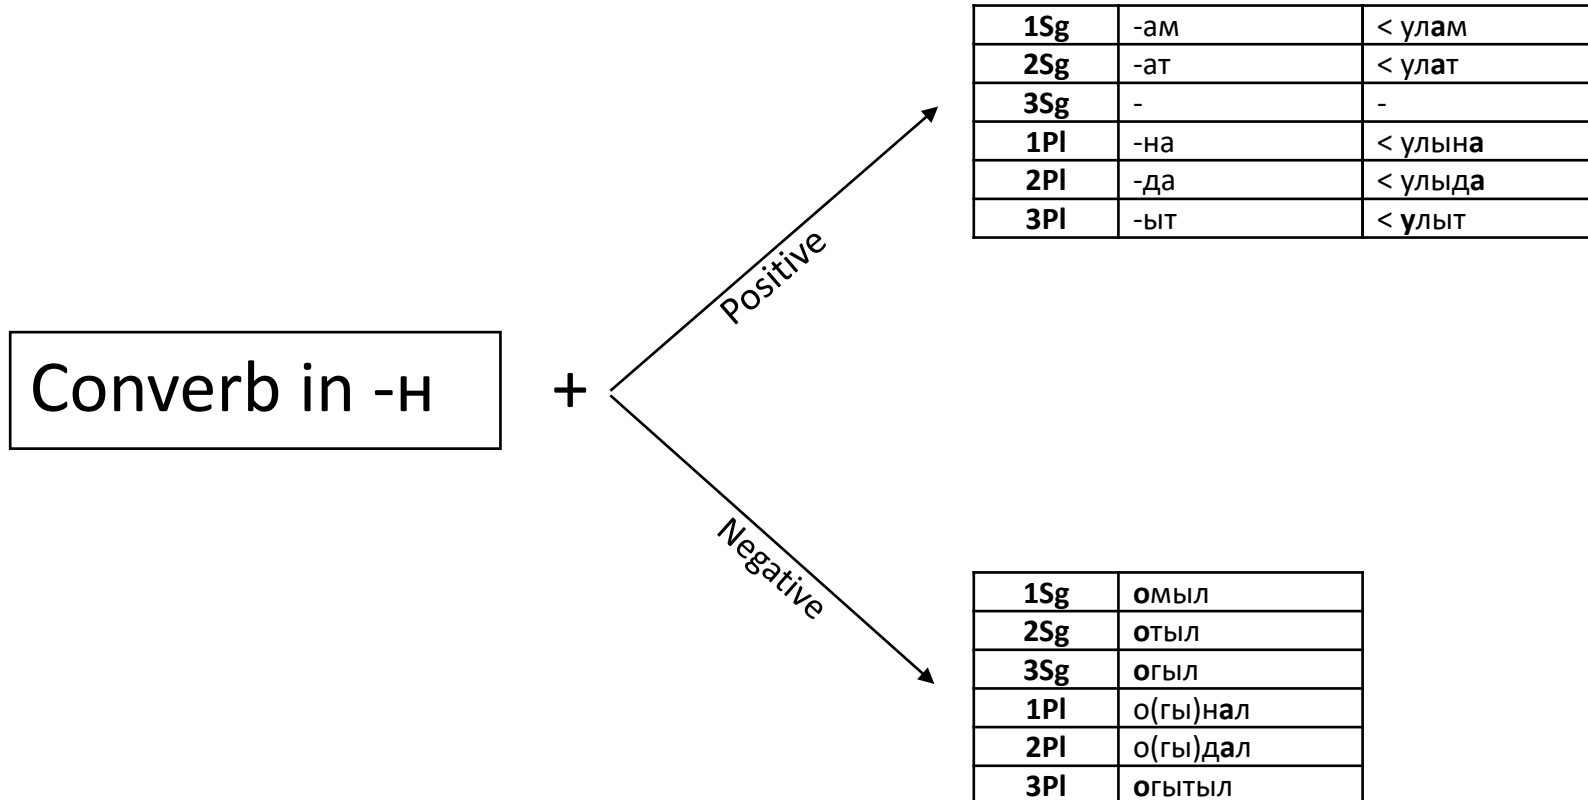 1Sg -ам < улам
2Sg -ат < улат
3Sg - -
1Pl -на < улына
2Pl -да < улыда
3Pl -ыт < улыт
Positive
Converb in -н +
Negative
1Sg омыл
2Sg отыл
3Sg огыл
1Pl о(гы)нал
2Pl о(гы)дал
3Pl огытыл